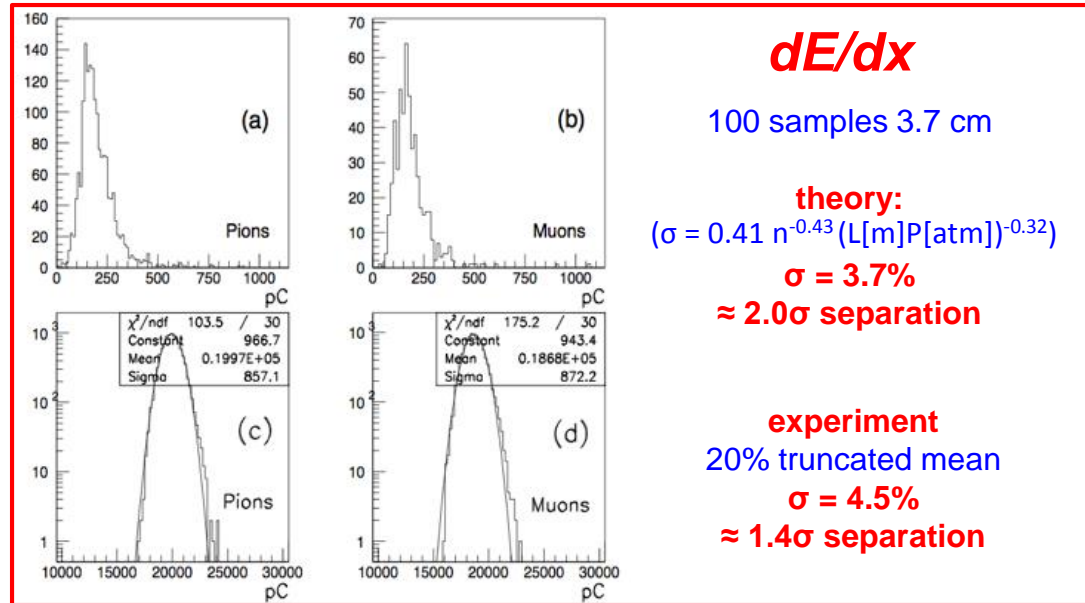 160
140
120
100
80
60
40
20
0
(a)
Pions
0 250 500 750 1000
pC
70
60
50
40
30
20
10
0
(b)
Muons
0 250 500 750 1000
pC
10³
10²
10
1
χ²/ndf 103.5 / 30
Constant 966.7
Mean 0.1997E+05
Sigma 857.1
(c)
Pions
10000 15000 20000 25000 30000
pC
10³
10²
10
1
χ²/ndf 175.2 / 30
Constant 943.4
Mean 0.1868E+05
Sigma 872.2
(d)
Muons
10000 15000 20000 25000 30000
pC
dE/dx
100 samples 3.7 cm
theory:
(σ = 0.41 n⁻⁰·⁴³ (L[m]P[atm])⁻⁰·³²)
σ = 3.7%
≈ 2.0σ separation
experiment
20% truncated mean
σ = 4.5%
≈ 1.4σ separation